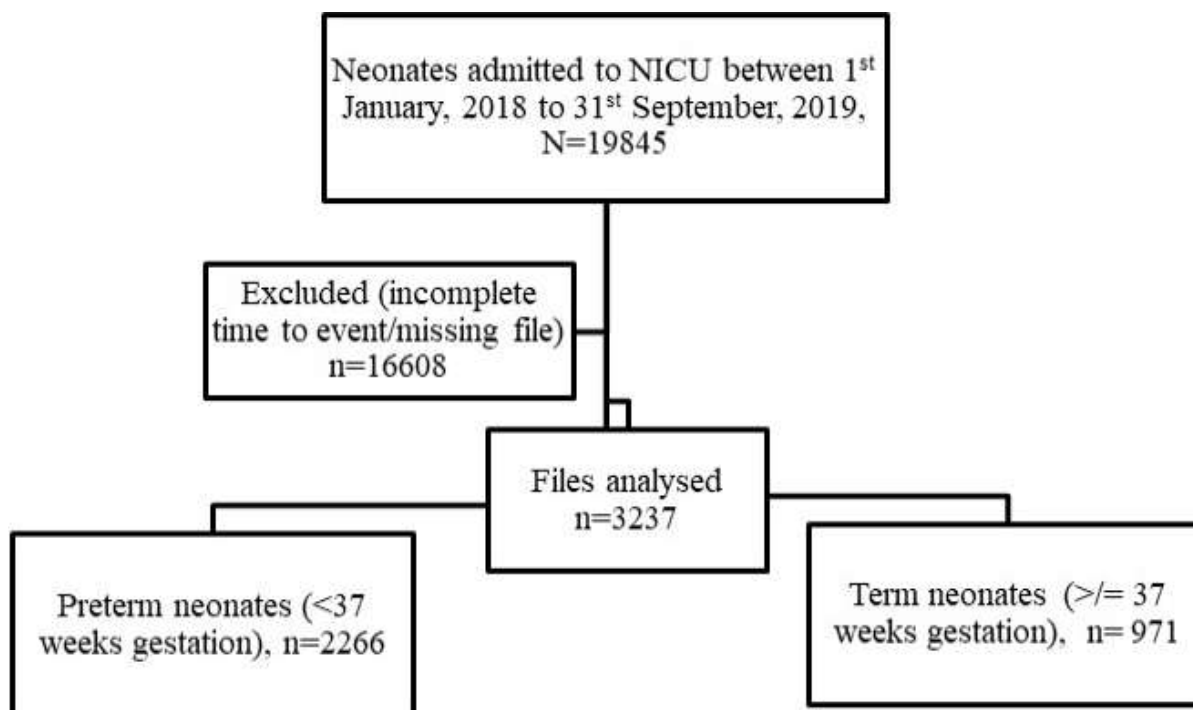 Neonates admitted to NICU between 1st
January, 2018 to 31st September, 2019,
N=19845
Excluded (incomplete
time to event/missing file)
n=16608
Files analysed
n=3237
Preterm neonates (<37
weeks gestation), n=2266
Term neonates (>/= 37
weeks gestation), n= 971